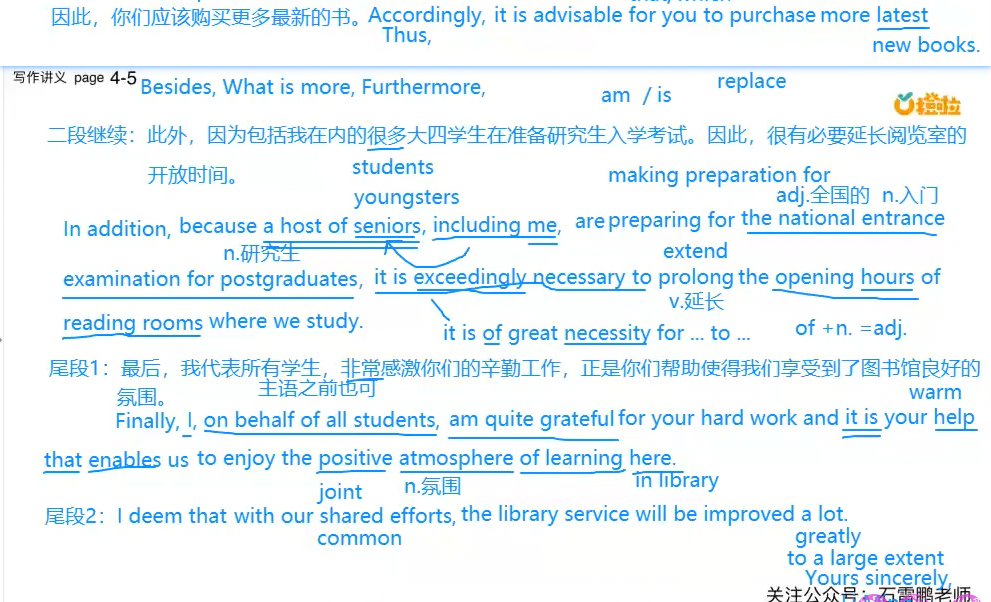 因此，你们应该购买更多最新的书。Accordingly, it is advisable for you to purchase more latest
Thus,
new books.
写作讲义 page 4-5
Besides, What is more, Furthermore,
am / is
replace
橙啦
二段继续：此外，因为包括我在内的很多大四学生在准备研究生入学考试。因此，很有必要延长阅览室的
开放时间。
students
making preparation for
youngsters
adj.全国的 n.入门
In addition, because a host of seniors, including me, are preparing for the national entrance
n.研究生
extend
examination for postgraduates, it is exceedingly necessary to prolong the opening hours of
v.延长
reading rooms where we study.
it is of great necessity for ... to ...
of +n. =adj.
尾段1：最后，我代表所有学生，非常感激你们的辛勤工作，正是你们帮助使得我们享受到了图书馆良好的
氛围。
主语之前也可
warm
Finally, I, on behalf of all students, am quite grateful for your hard work and it is your help
that enables us to enjoy the positive atmosphere of learning here.
joint
n.氛围
in library
尾段2：I deem that with our shared efforts, the library service will be improved a lot.
common
greatly
to a large extent
Yours sincerely,
关注公众号：石雷鹏老师